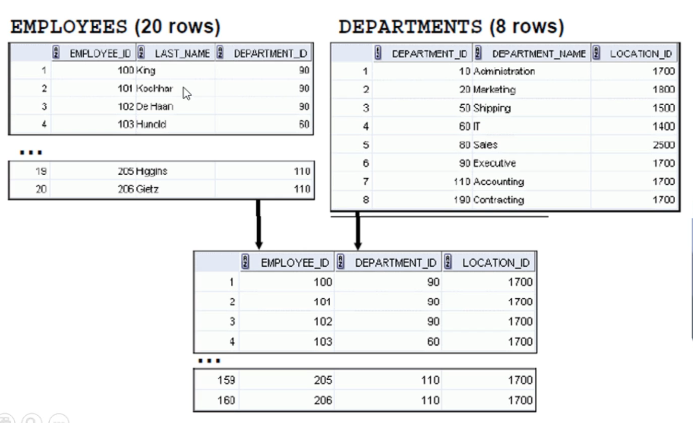 EMPLOYEES (20 rows)
DEPARTMENTS (8 rows)
EMPLOYEE_ID LAST_NAME DEPARTMENT_ID
1 100 King 90
2 101 Kochhar 90
3 102 De Haan 90
4 103 Hunold 60
...
19 205 Higgins 110
20 206 Gietz 110
DEPARTMENT_ID DEPARTMENT_NAME LOCATION_ID
1 10 Administration 1700
2 20 Marketing 1800
3 50 Shipping 1500
4 60 IT 1400
5 80 Sales 2500
6 90 Executive 1700
7 110 Accounting 1700
8 190 Contracting 1700
EMPLOYEE_ID DEPARTMENT_ID LOCATION_ID
1 100 90 1700
2 101 90 1700
3 102 90 1700
4 103 60 1700
...
159 205 110 1700
160 206 110 1700